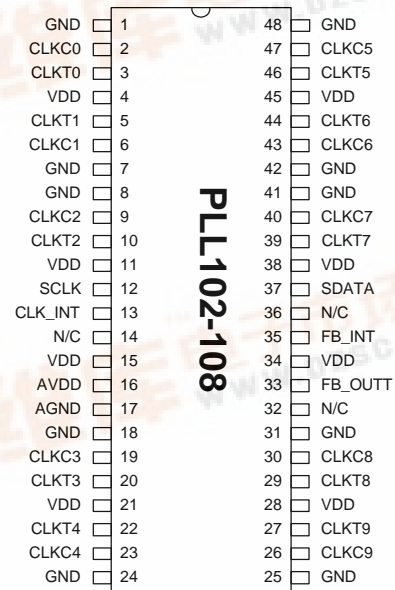 GND 1 48 GND
CLKC0 2 47 CLKC5
CLKT0 3 46 CLKT5
VDD 4 45 VDD
CLKT1 5 44 CLKT6
CLKC1 6 43 CLKC6
GND 7 42 GND
GND 8 41 GND
CLKC2 9 40 CLKC7
CLKT2 10 39 CLKT7
VDD 11 38 VDD
SCLK 12 37 SDATA
CLK_INT 13 36 N/C
N/C 14 35 FB_INT
VDD 15 34 VDD
AVDD 16 33 FB_OUTT
AGND 17 32 N/C
GND 18 31 GND
CLKC3 19 30 CLKC8
CLKT3 20 29 CLKT8
VDD 21 28 VDD
CLKT4 22 27 CLKT9
CLKC4 23 26 CLKC9
GND 24 25 GND
PLL102-108